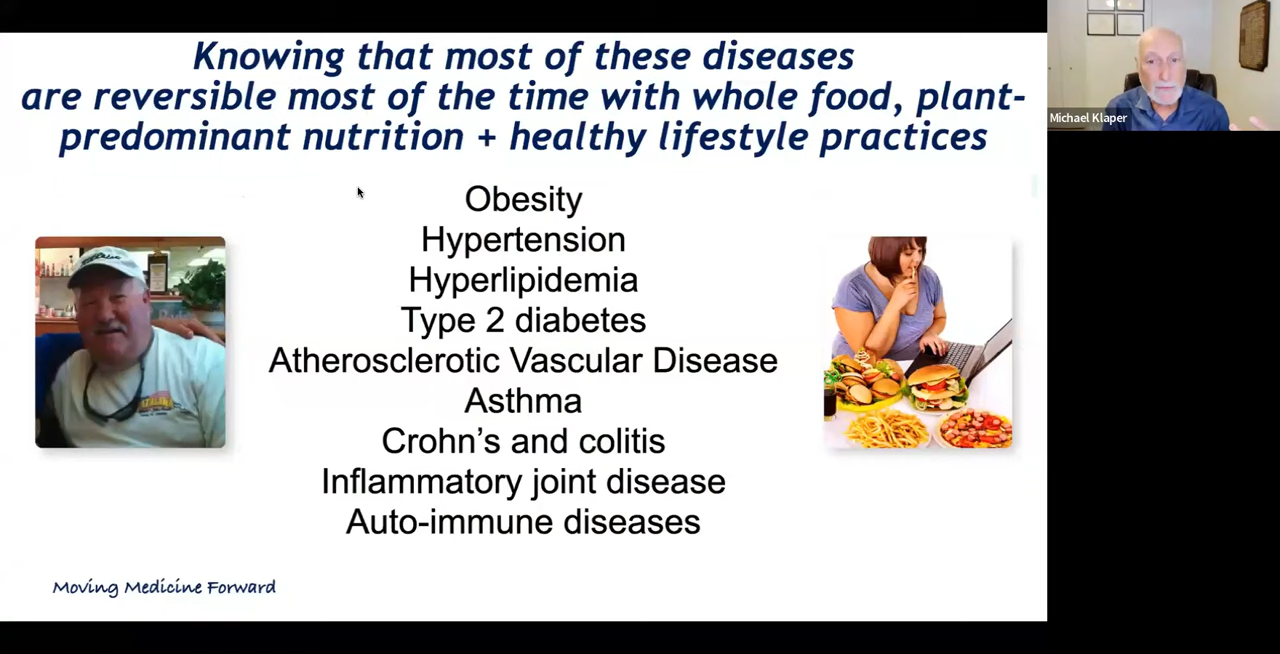 Knowing that most of these diseases
are reversible most of the time with whole food, plant-
predominant nutrition + healthy lifestyle practices
Michael Klaper
Obesity
Hypertension
Hyperlipidemia
Type 2 diabetes
Atherosclerotic Vascular Disease
Asthma
Crohn's and colitis
Inflammatory joint disease
Auto-immune diseases
Moving Medicine Forward